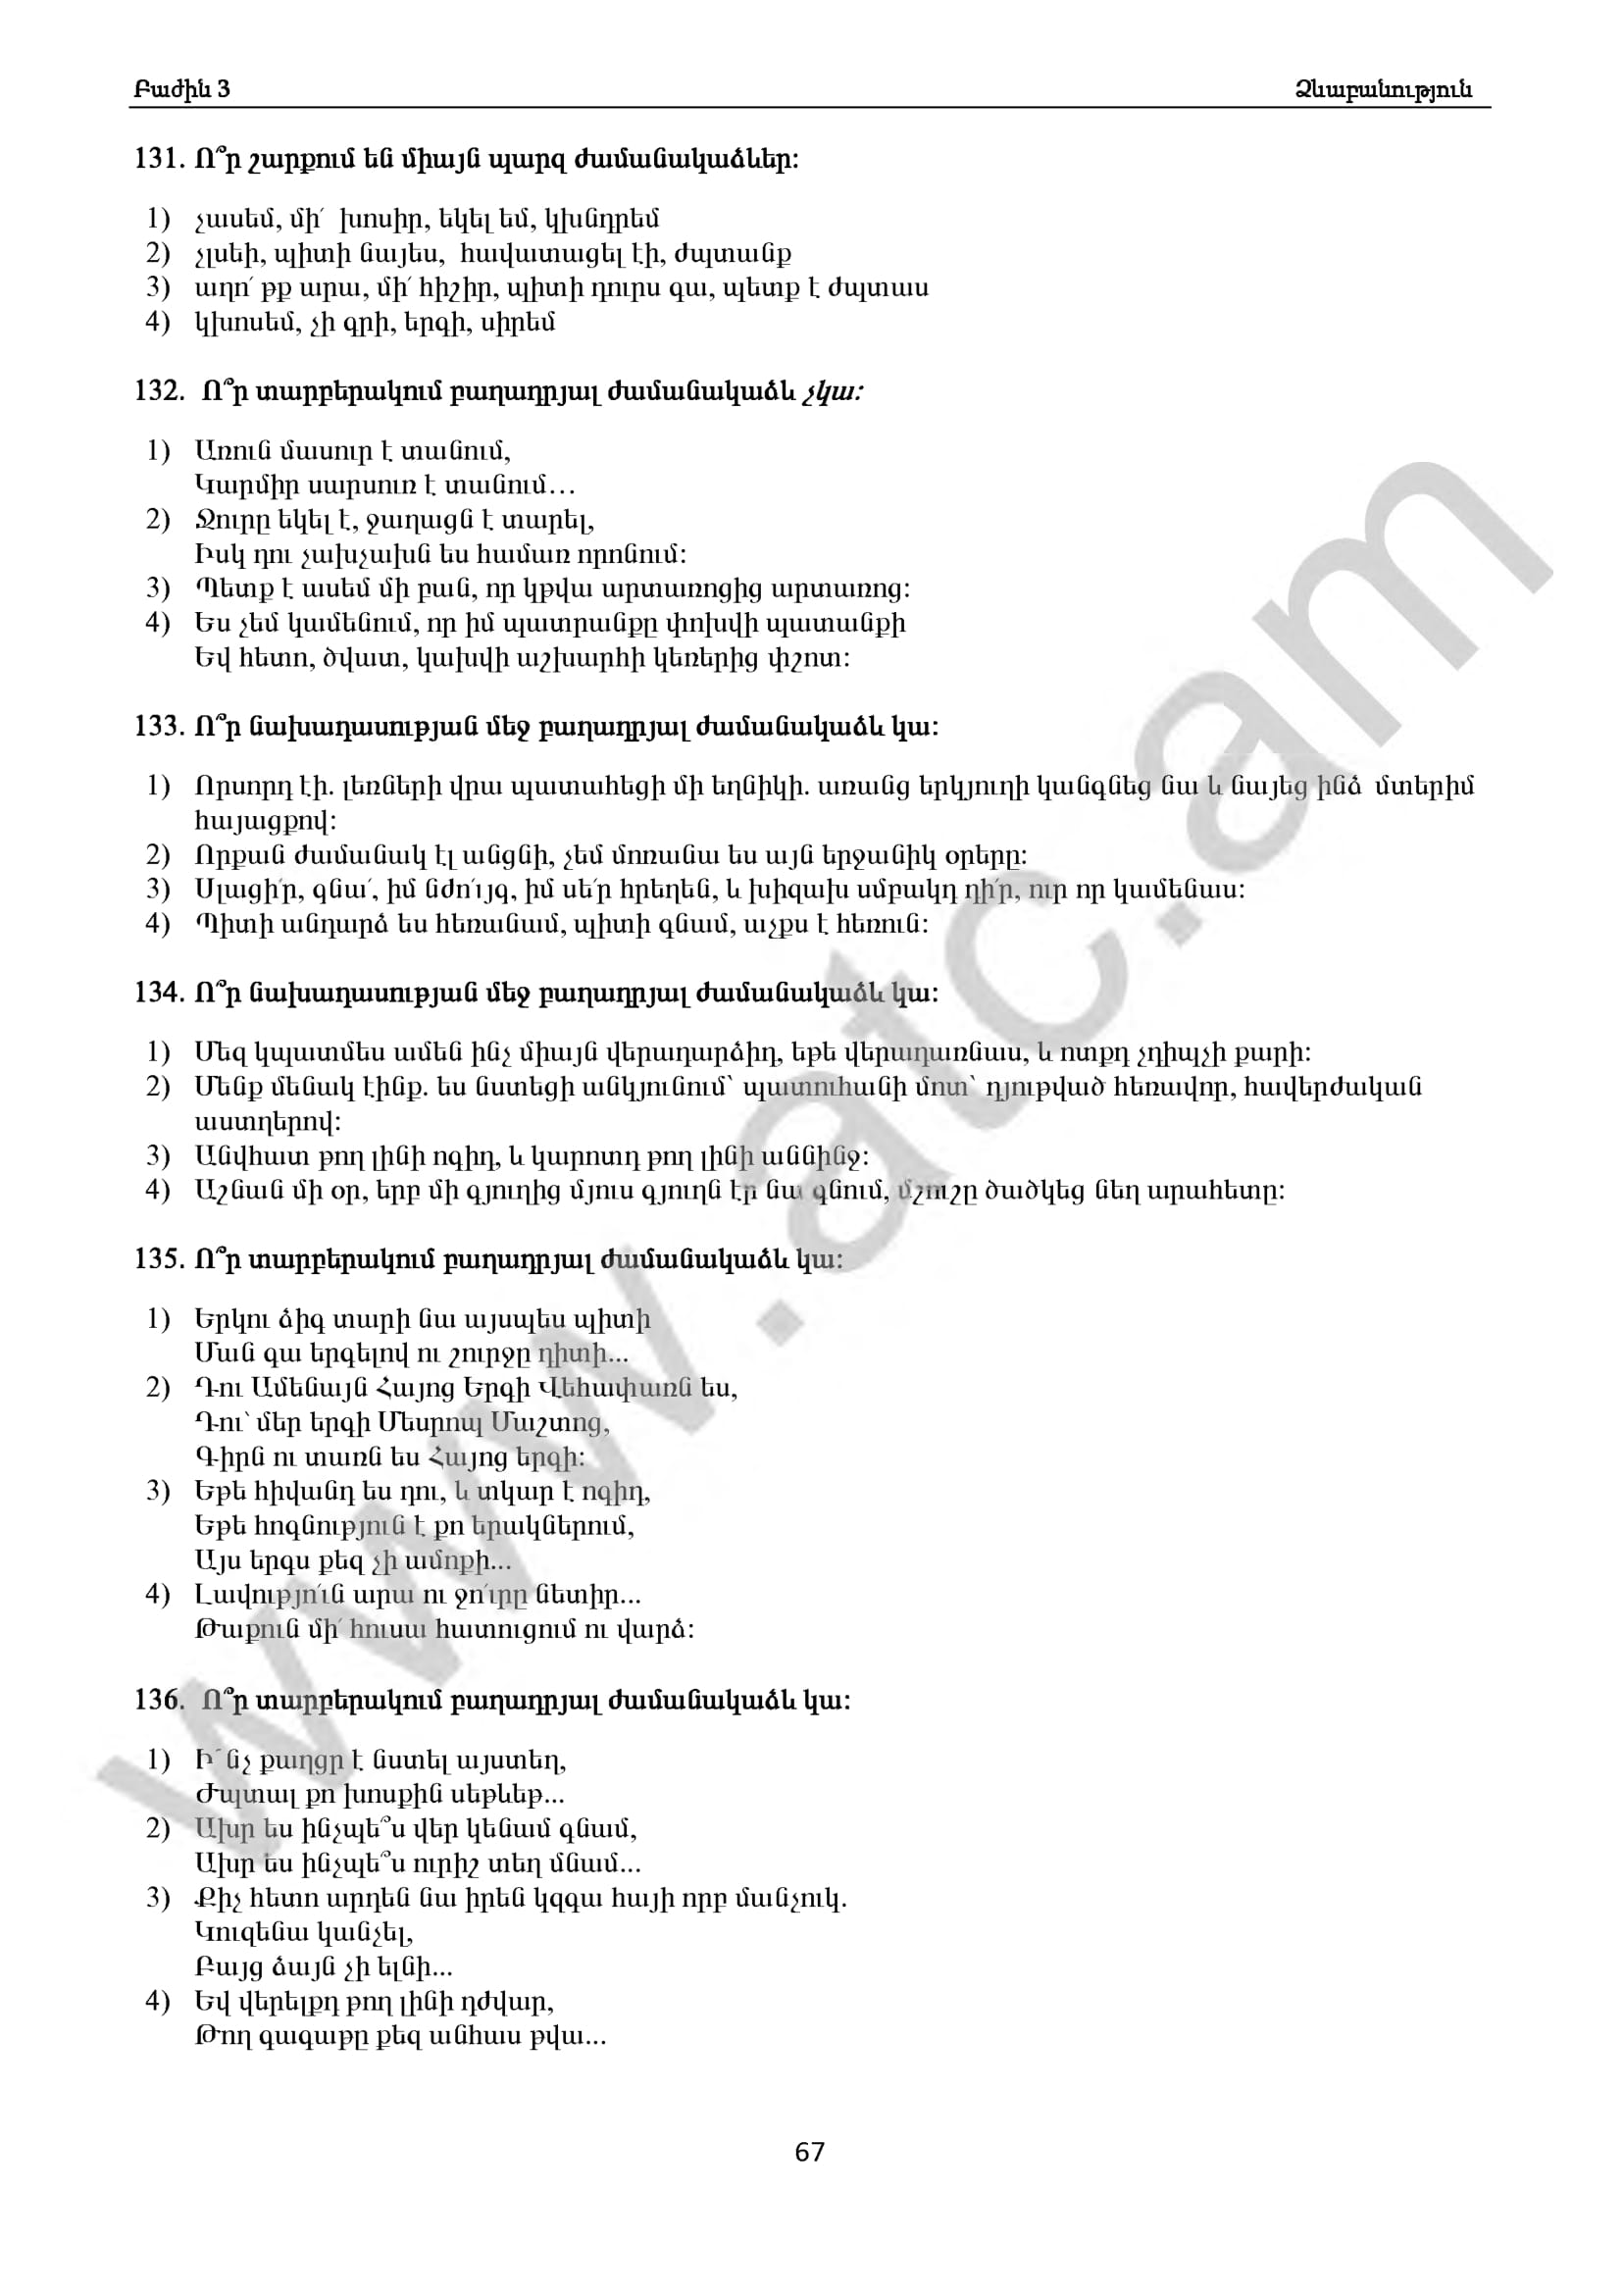 Բաժին 3 Ձևաբանություն
131. Ո՞ր շարքում են միայն պարզ ժամանակաձևեր:
1) չասեմ, մի՛ խոսիր, եկել եմ, կխնդրեմ
2) չլսեի, պիտի նայես, հավատացել էի, ժպտանք
3) աղո՛ թք արա, մի՛ հիշիր, պիտի դուրս գա, պետք է ժպտաս
4) կխոսեմ, չի գրի, երգի, սիրեմ
132. Ո՞ր տարբերակում բաղադրյալ ժամանակաձև չկա:
1) Առուն մասուր է տանում,
Կարմիր սարսուռ է տանում…
2) Ջուրը եկել է, ջաղացն է տարել,
Իսկ դու չախչախն ես համառ որոնում:
3) Պետք է ասեմ մի բան, որ կթվա արտառոցից արտառոց:
4) Ես չեմ կամենում, որ իմ պատրանքը փոխվի պատանքի
Եվ հետո, ծվատ, կախվի աշխարհի կեռերից փշոտ:
133. Ո՞ր նախադասության մեջ բաղադրյալ ժամանակաձև կա:
1) Որսորդ էի. լեռների վրա պատահեցի մի եղնիկի. առանց երկյուղի կանգնեց նա և նայեց ինձ մտերիմ
հայացքով:
2) Որքան ժամանակ էլ անցնի, չեմ մոռանա ես այն երջանիկ օրերը:
3) Սլացի՛ր, գնա՛, իմ նժո՛ւյգ, իմ սե՛ր հրեղեն, և խիզախ սմբակդ դի՛ր, ուր որ կամենաս:
4) Պիտի անդարձ ես հեռանամ, պիտի գնամ, աչքս է հեռուն:
134. Ո՞ր նախադասության մեջ բաղադրյալ ժամանակաձև կա:
1) Մեզ կպատմես ամեն ինչ միայն վերադարձիդ, եթե վերադառնաս, և ոտքդ չդիպչի քարի:
2) Մենք մենակ էինք. ես նստեցի անկյունում՝ պատուհանի մոտ՝ դյութված հեռավոր, հավերժական
աստղերով:
3) Անվհատ թող լինի ոգիդ, և կարոտդ թող լինի աննինջ:
4) Աշնան մի օր, երբ մի գյուղից մյուս գյուղն էր նա գնում, մշուշը ծածկեց նեղ արահետը:
135. Ո՞ր տարբերակում բաղադրյալ ժամանակաձև կա:
1) Երկու ձիգ տարի նա այսպես պիտի
Ման գա երգելով ու շուրջը դիտի...
2) Դու Ամենայն Հայոց Երգի Վեհափառն ես,
Դու՝ մեր երգի Մեսրոպ Մաշտոց,
Գիրն ու տառն ես Հայոց երգի:
3) Եթե հիվանդ ես դու, և տկար է ոգիդ,
Եթե հոգնություն է քո երակներում,
Այս երգս քեզ չի ամոքի...
4) Լավությո՛ւն արա ու ջո՛ւրը նետիր...
Թաքուն մի՛ հուսա հատուցում ու վարձ:
136. Ո՞ր տարբերակում բաղադրյալ ժամանակաձև կա:
1) Ի՜նչ քաղցր է նստել այստեղ,
Ժպտալ քո խոսքին սեթևեթ...
2) Ախր ես ինչպե՞ս վեր կենամ գնամ,
Ախր ես ինչպե՞ս ուրիշ տեղ մնամ...
3) Քիչ հետո արդեն նա իրեն կզգա հայի որբ մանչուկ.
Կուզենա կանչել,
Բայց ձայն չի ելնի...
4) Եվ վերելքդ թող լինի դժվար,
Թող գագաթը քեզ անհաս թվա...
67
www.atc.am